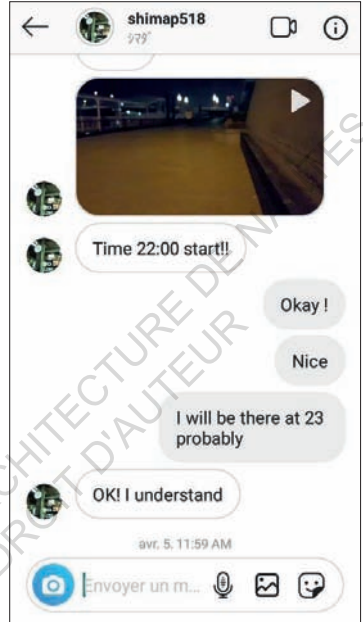 shimap518
ｼﾏﾀﾞ
Time 22:00 start!!
Okay !
Nice
I will be there at 23
probably
OK! I understand
avr. 5. 11:59 AM
Envoyer un m...